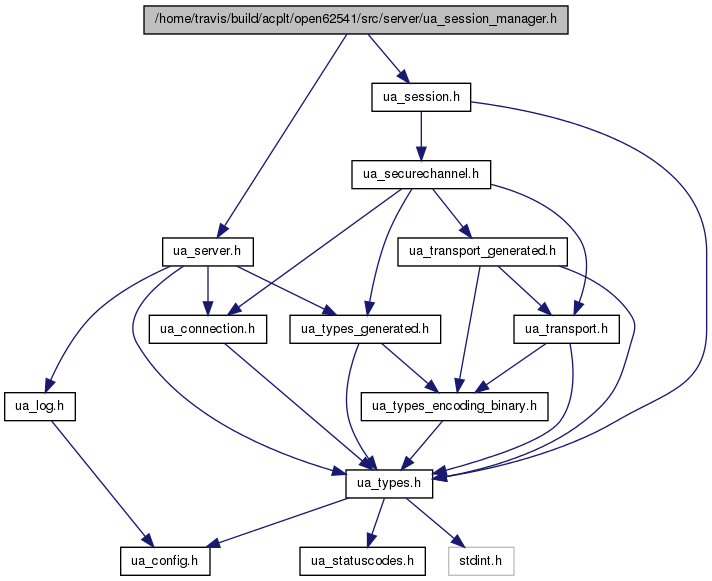 /home/travis/build/acplt/open62541/src/server/ua_session_manager.h
ua_session.h
ua_securechannel.h
ua_server.h
ua_transport_generated.h
ua_connection.h
ua_types_generated.h
ua_transport.h
ua_log.h
ua_types_encoding_binary.h
ua_types.h
ua_config.h
ua_statuscodes.h
stdint.h